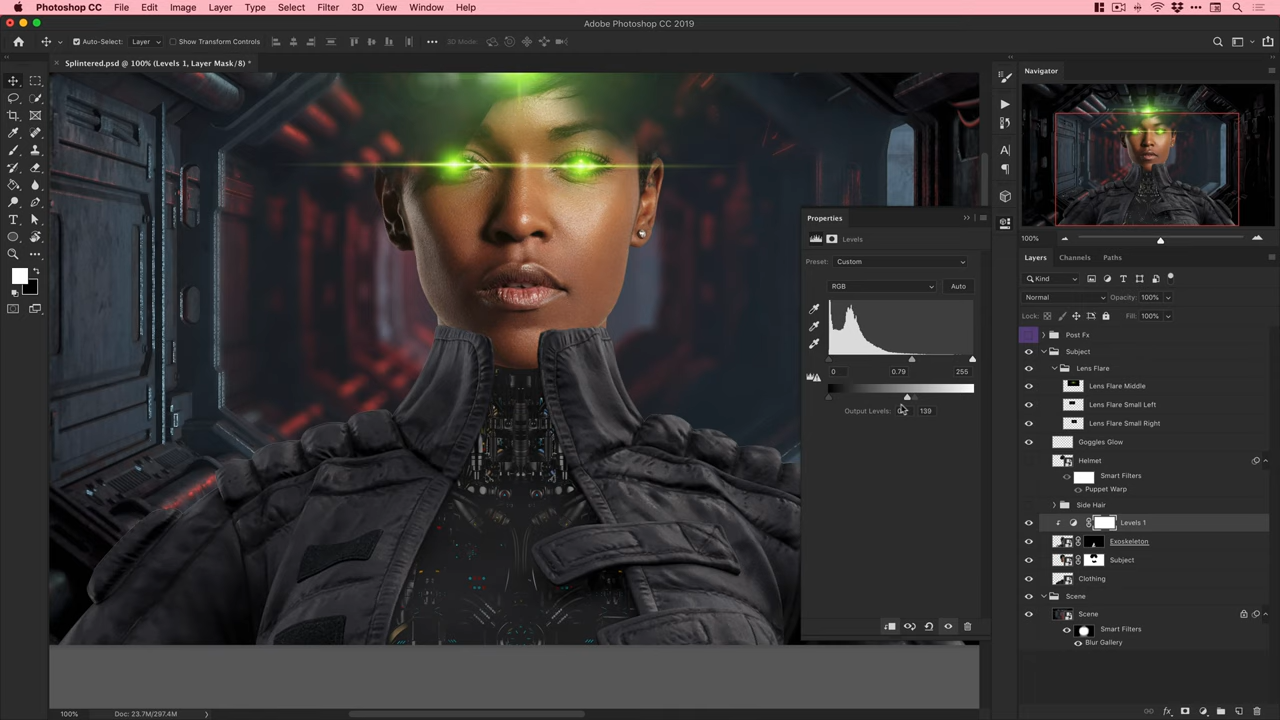 Photoshop CC File Edit Image Layer Type Select Filter 3D View Window Help
Adobe Photoshop CC 2019
Auto-Select: Layer Show Transform Controls 3D Mode:
Splintered.psd @ 100% (Levels 1, Layer Mask/8) *
Navigator
100%
Properties
Levels
Preset: Custom
RGB Auto
0 0.79 255
Output Levels: 139
Layers Channels Paths
Kind
Normal Opacity: 100%
Lock: Fill: 100%
Post Fx
Subject
Lens Flare
Lens Flare Middle
Lens Flare Small Left
Lens Flare Small Right
Goggles Glow
Helmet
Smart Filters
Puppet Warp
Side Hair
Levels 1
Exoskeleton
Subject
Clothing
Scene
Scene
Smart Filters
Blur Gallery
100% Doc: 23.7M/297.4M